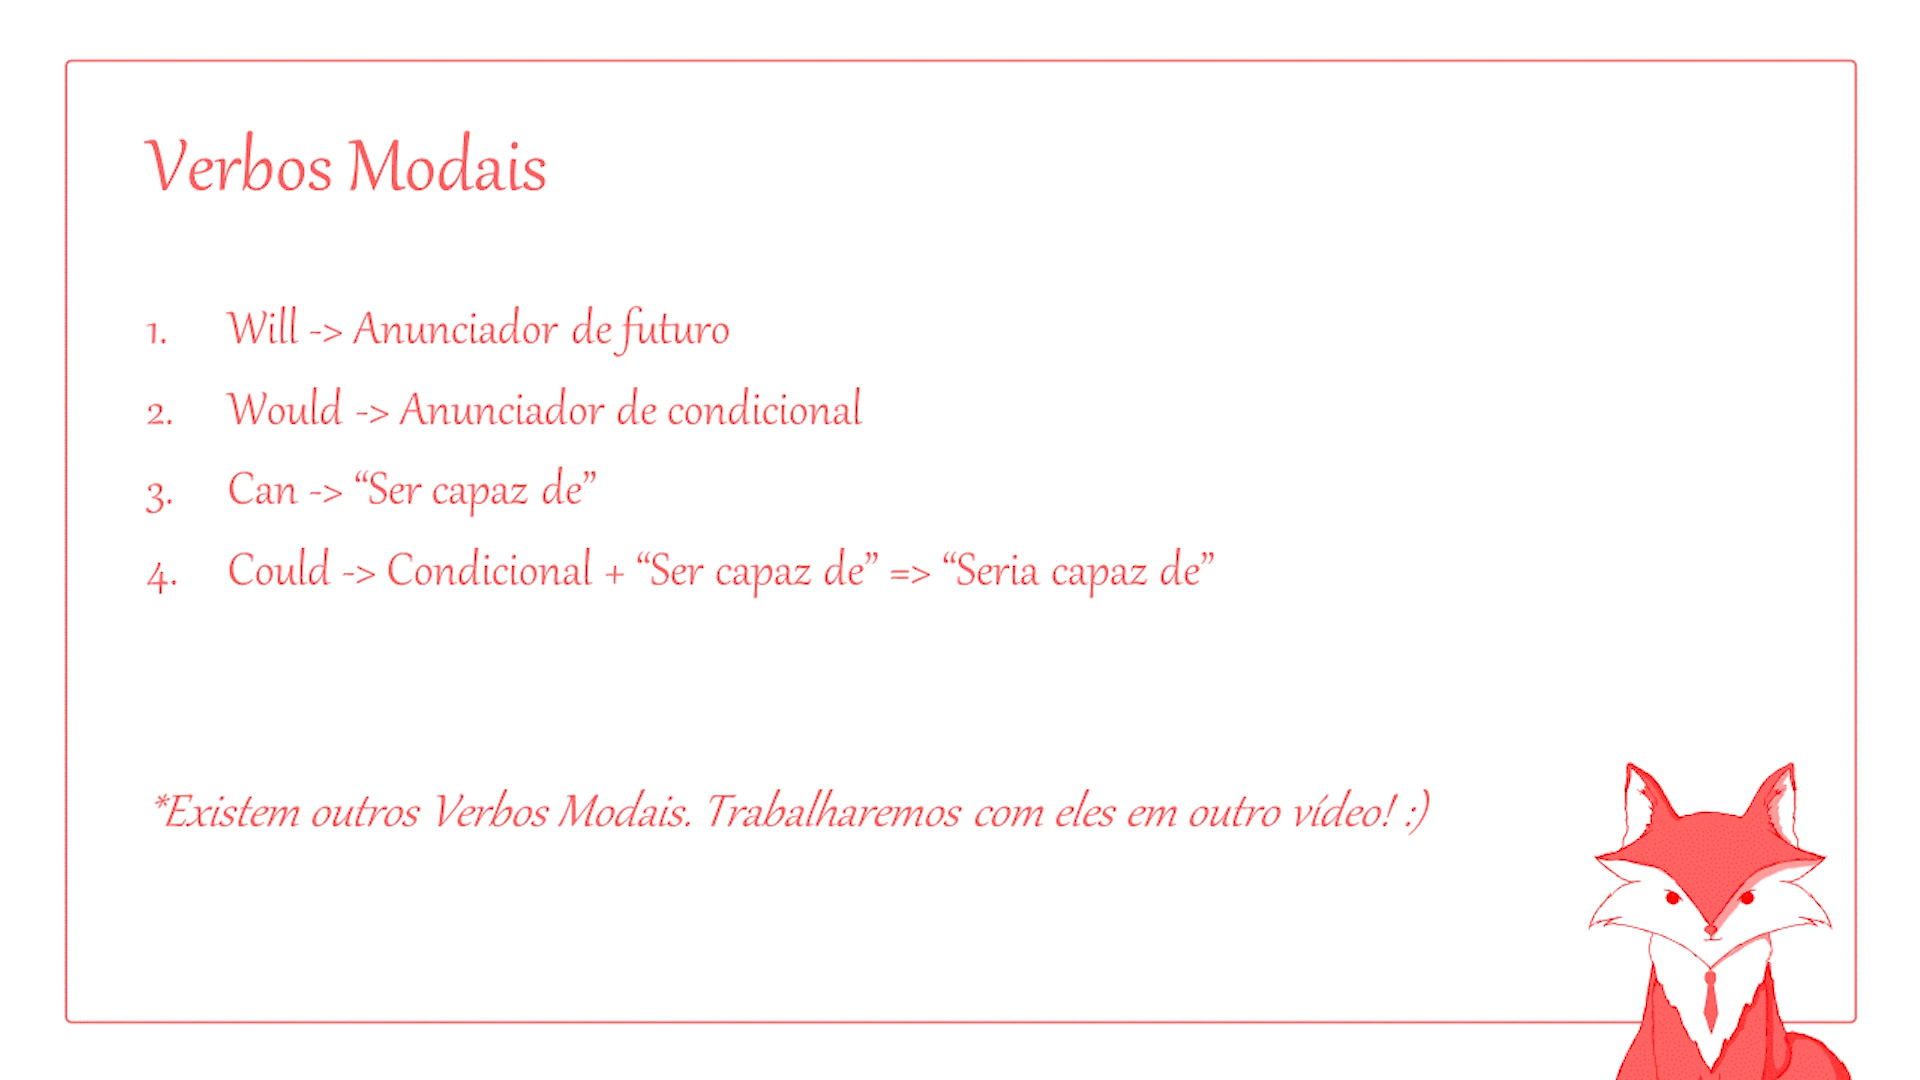 Verbos Modais
1. Will -> Anunciador de futuro
2. Would -> Anunciador de condicional
3. Can -> “Ser capaz de”
4. Could -> Condicional + “Ser capaz de” => “Seria capaz de”
*Existem outros Verbos Modais. Trabalharemos com eles em outro vídeo! :)